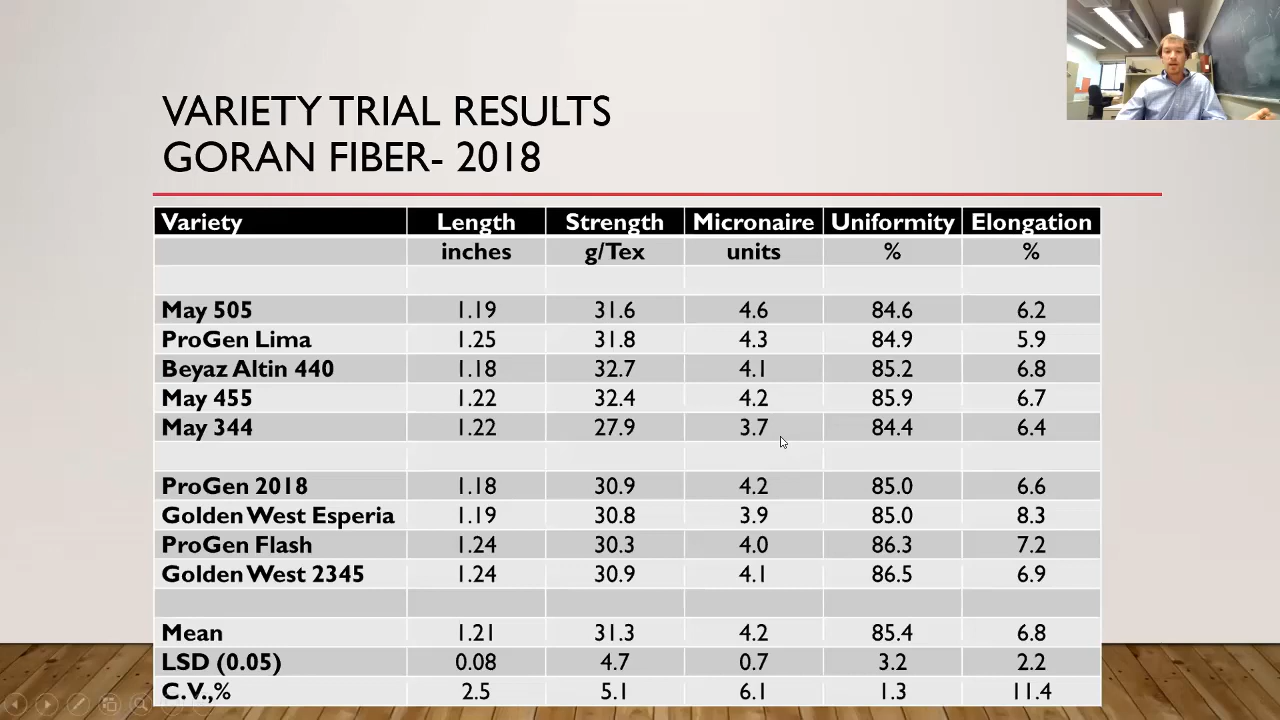 VARIETY TRIAL RESULTS
GORAN FIBER- 2018
Variety Length Strength Micronaire Uniformity Elongation
inches g/Tex units % %
May 505 1.19 31.6 4.6 84.6 6.2
ProGen Lima 1.25 31.8 4.3 84.9 5.9
Beyaz Altin 440 1.18 32.7 4.1 85.2 6.8
May 455 1.22 32.4 4.2 85.9 6.7
May 344 1.22 27.9 3.7 84.4 6.4
ProGen 2018 1.18 30.9 4.2 85.0 6.6
Golden West Esperia 1.19 30.8 3.9 85.0 8.3
ProGen Flash 1.24 30.3 4.0 86.3 7.2
Golden West 2345 1.24 30.9 4.1 86.5 6.9
Mean 1.21 31.3 4.2 85.4 6.8
LSD (0.05) 0.08 4.7 0.7 3.2 2.2
C.V.,% 2.5 5.1 6.1 1.3 11.4